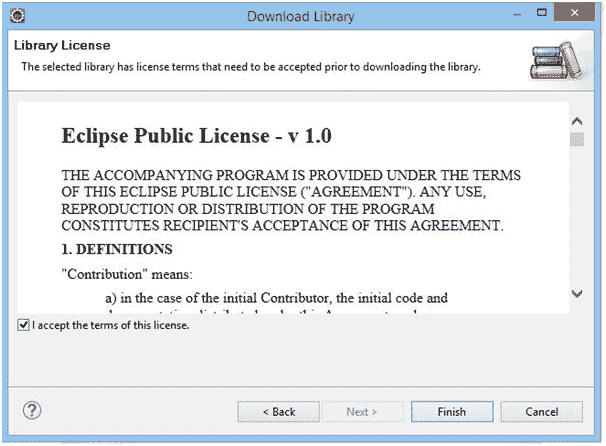 Download Library
Library License
The selected library has license terms that need to be accepted prior to downloading the library.
Eclipse Public License - v 1.0
THE ACCOMPANYING PROGRAM IS PROVIDED UNDER THE TERMS
OF THIS ECLIPSE PUBLIC LICENSE ("AGREEMENT"). ANY USE,
REPRODUCTION OR DISTRIBUTION OF THE PROGRAM
CONSTITUTES RECIPIENT'S ACCEPTANCE OF THIS AGREEMENT.
1. DEFINITIONS
"Contribution" means:
a) in the case of the initial Contributor, the initial code and
I accept the terms of this license.
< Back Next > Finish Cancel